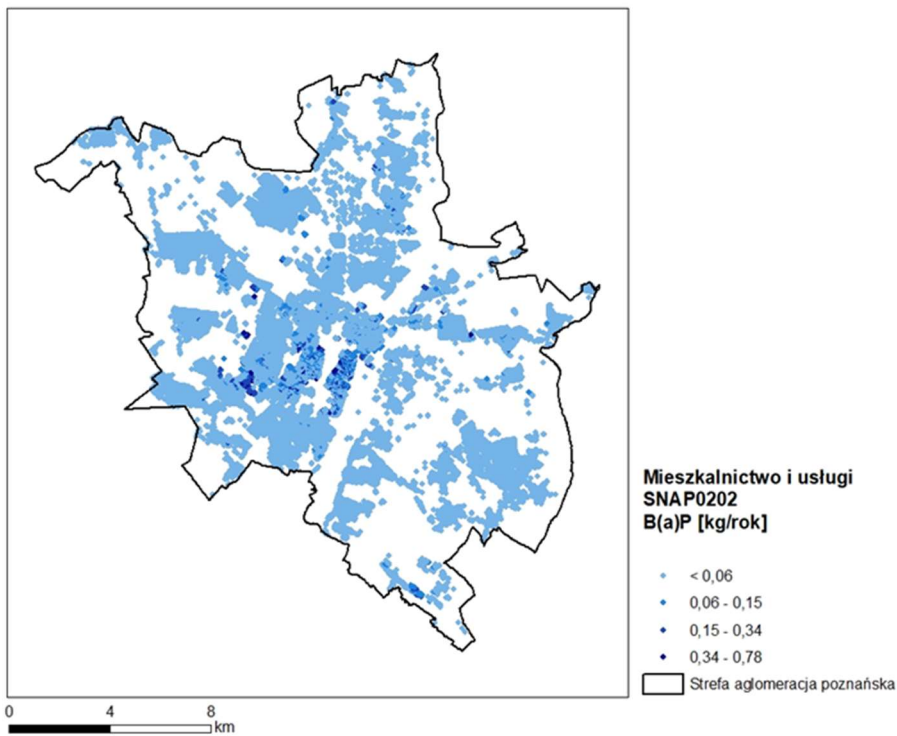 Mieszkalnictwo i usługi
SNAP0202
B(a)P [kg/rok]
< 0,06
0,06 - 0,15
0,15 - 0,34
0,34 - 0,78
Strefa aglomeracja poznańska
0 4 8
km